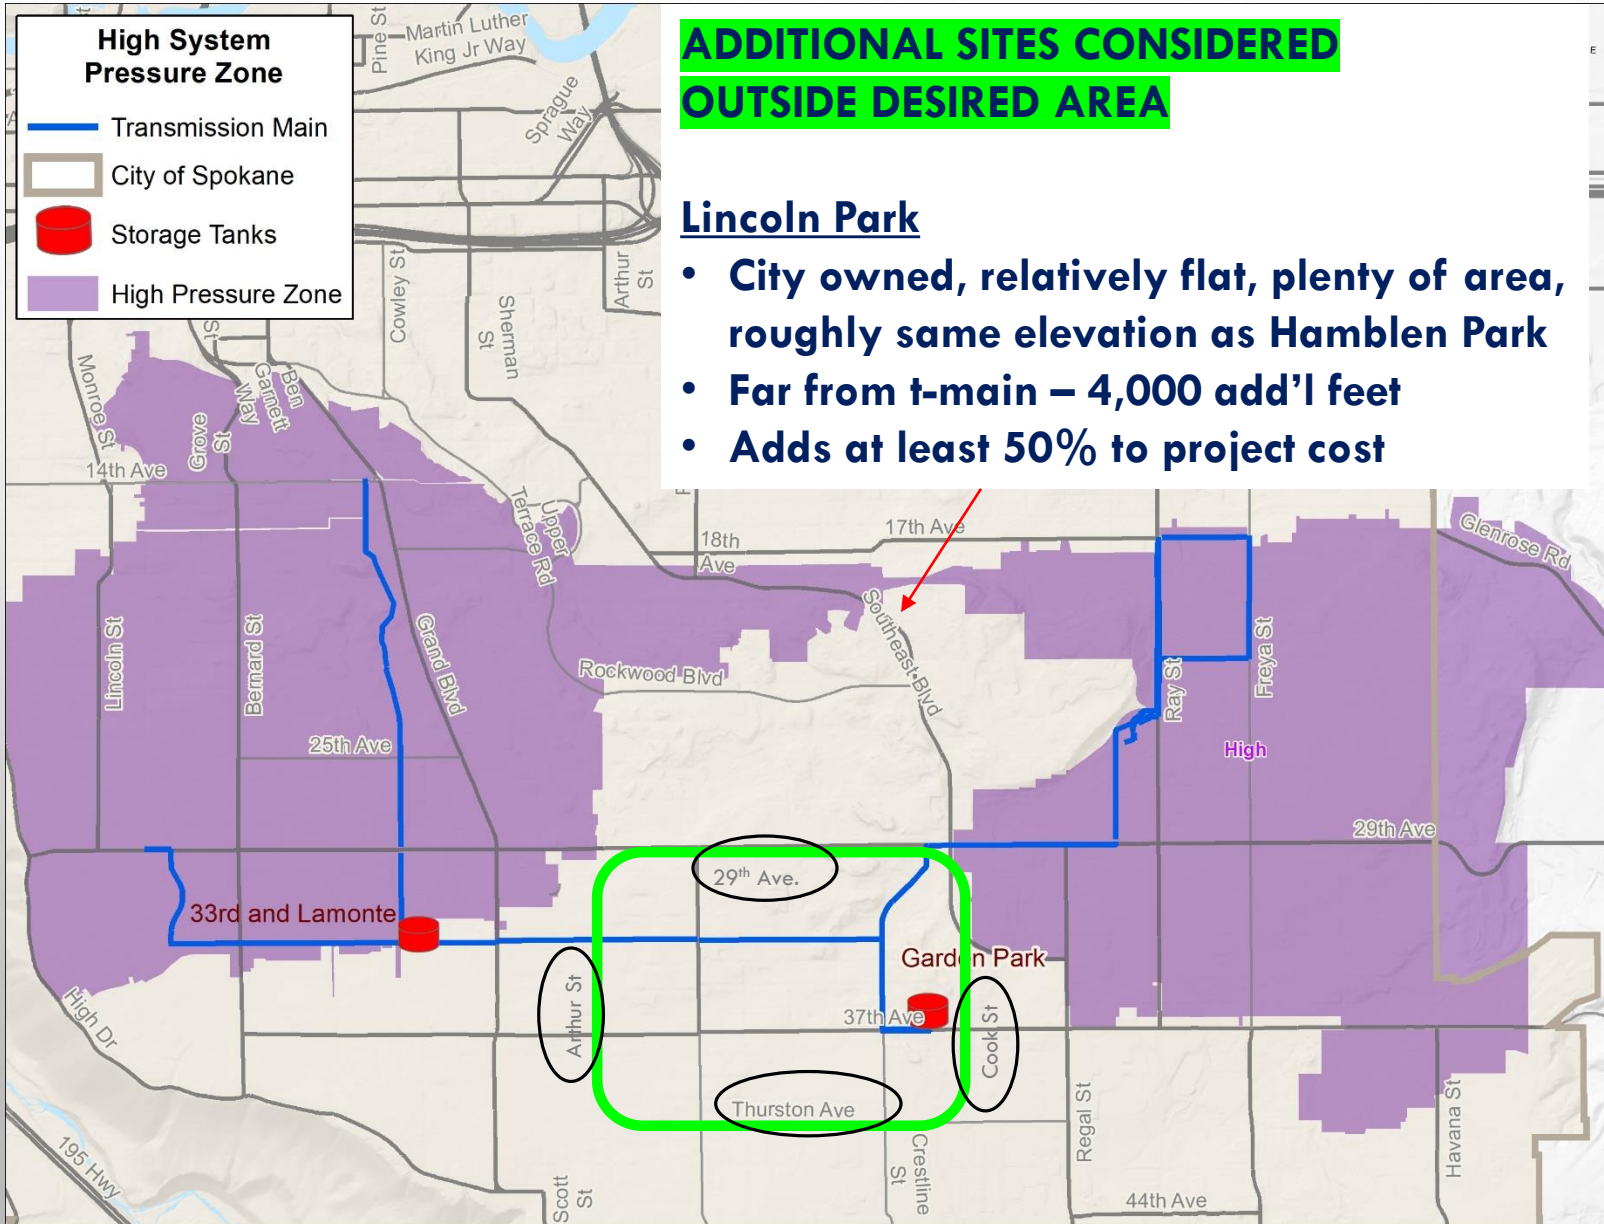 High System
Pressure Zone
Transmission Main
City of Spokane
Storage Tanks
High Pressure Zone
ADDITIONAL SITES CONSIDERED
OUTSIDE DESIRED AREA
Lincoln Park
• City owned, relatively flat, plenty of area,
roughly same elevation as Hamblen Park
• Far from t-main – 4,000 add’l feet
• Adds at least 50% to project cost
Pine St
Martin Luther
King Jr Way
Sprague
Way
E
Cowley St
Sherman
St
Arthur
St
St
Monroe St
Grove
St
Ben
Garnett
Way
14th Ave
Upper
Terrace Rd
18th
Ave
17th Ave
Glenrose Rd
Lincoln St
Bernard St
Grand Blvd
Rockwood Blvd
Southeast Blvd
Ray St
Freya St
25th Ave
High
29th Ave
29th Ave.
33rd and Lamonte
Garden Park
Arthur St
37th Ave
Cook St
High Dr
Thurston Ave
Regal St
Havana St
195 Hwy
Scott
St
Crestline
St
44th Ave